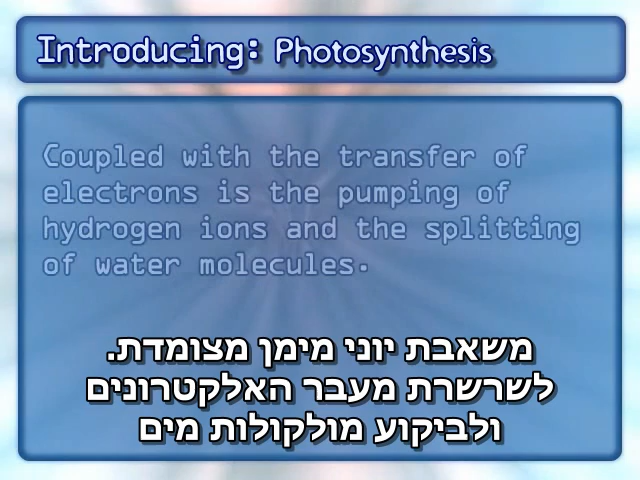 Introducing: Photosynthesis
Coupled with the transfer of
electrons is the pumping of
hydrogen ions and the splitting
of water molecules.
משאבת יוני מימן מצומדת.
לשרשרת מעבר האלקטרונים
ולביקוע מולקולות מים